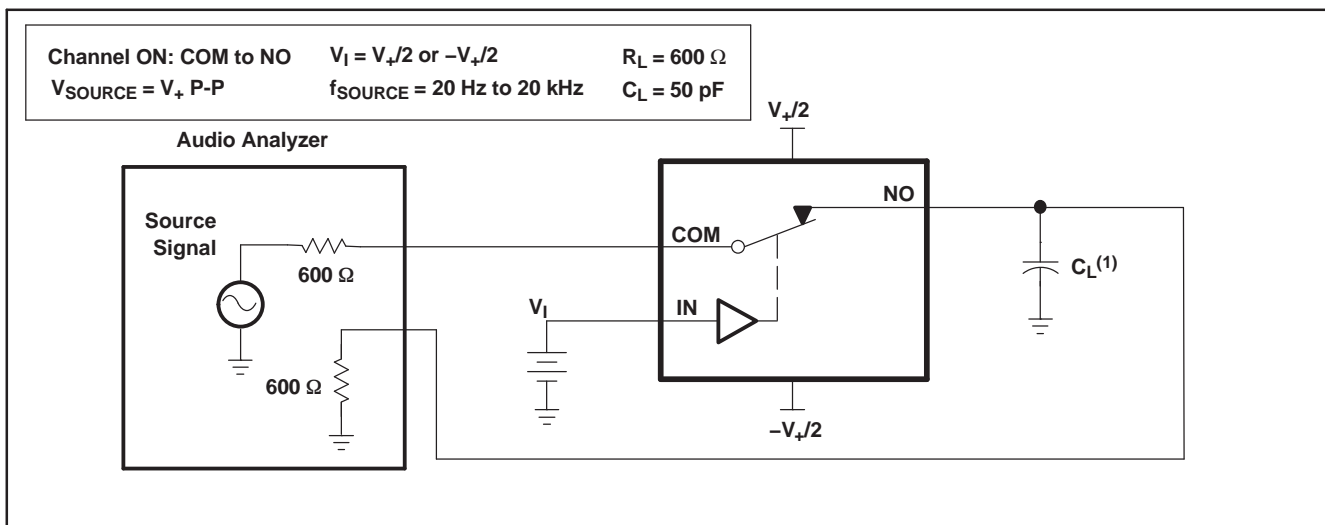 Channel ON: COM to NO V_I = V_+/2 or −V_+/2 R_L = 600 Ω
V_SOURCE = V_+ P-P f_SOURCE = 20 Hz to 20 kHz C_L = 50 pF
Audio Analyzer
V_+/2
Source
Signal
600 Ω
COM
NO
C_L^(1)
V_I
IN
600 Ω
−V_+/2